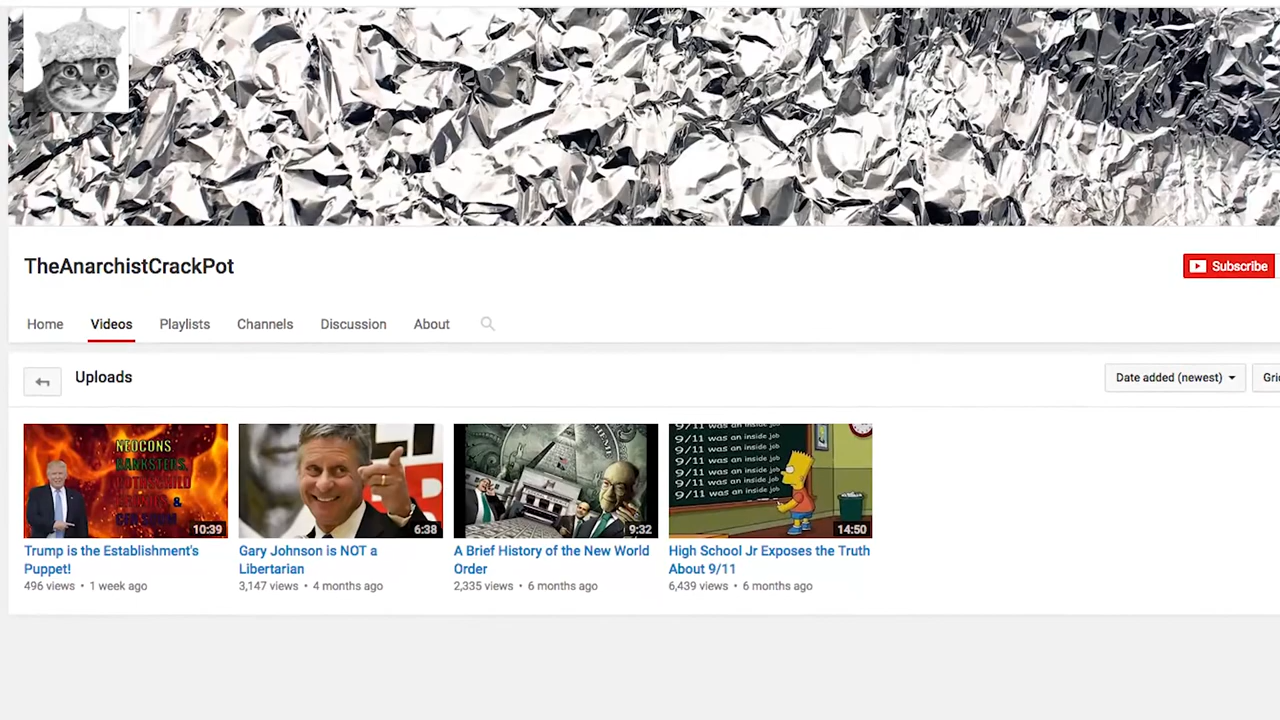 TheAnarchistCrackPot
Subscribe
Home Videos Playlists Channels Discussion About
Uploads
Date added (newest)
NEOCONS,
BANKSTERS,
ROTHSCHILD
10:39
6:38
9:32
9/11 was an inside job
9/11 was an inside job
9/11 was an inside job
9/11 was an inside job
9/11 was an inside job
9/11 was an inside job
9/11 was an inside job
14:50
Trump is the Establishment's
Puppet!
496 views • 1 week ago
Gary Johnson is NOT a
Libertarian
3,147 views • 4 months ago
A Brief History of the New World
Order
2,335 views • 6 months ago
High School Jr Exposes the Truth
About 9/11
6,439 views • 6 months ago